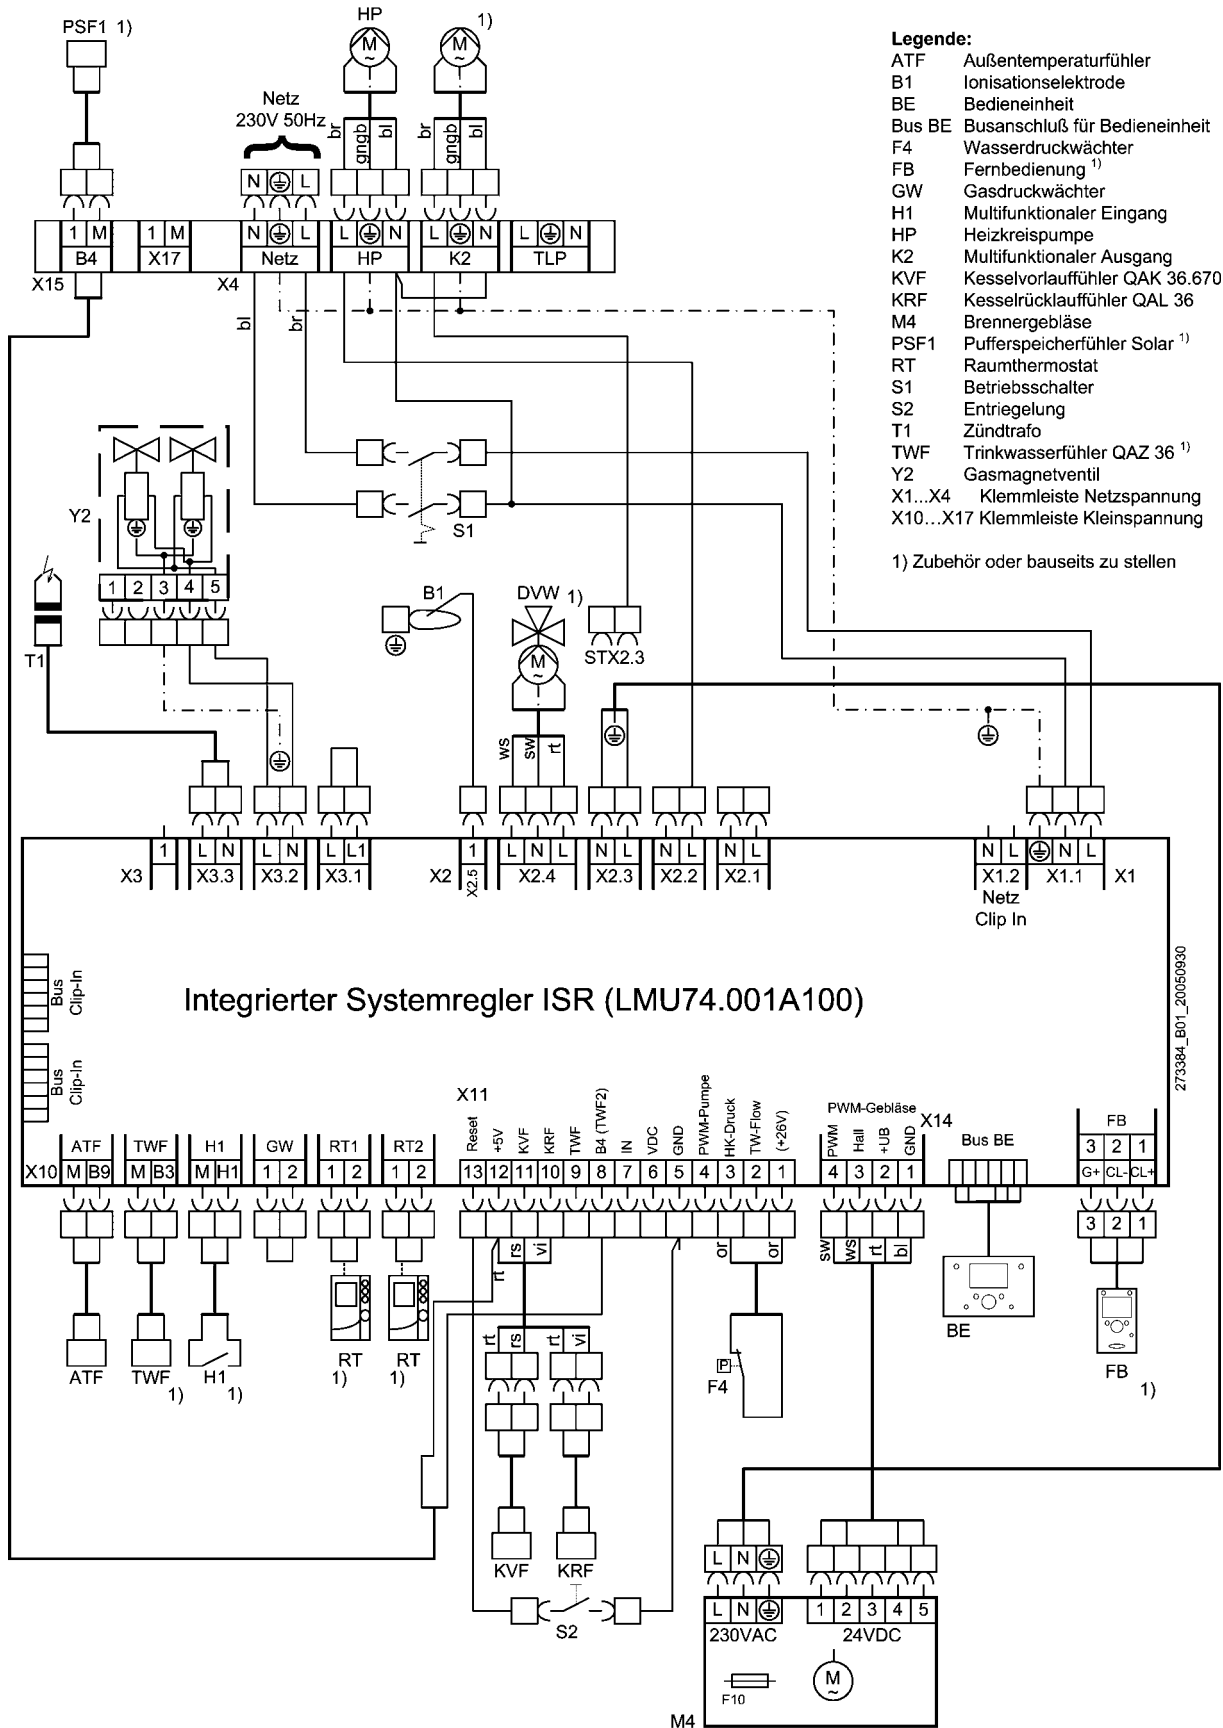 PSF1 1)
HP
1)
Netz
230V 50Hz
br gngb bl
br gngb bl
N L
1 M 1 M N L L N L N L N
B4 X17 Netz HP K2 TLP
X15 X4
bl br
Legende:
ATF Außentemperaturfühler
B1 Ionisationselektrode
BE Bedieneinheit
Bus BE Busanschluß für Bedieneinheit
F4 Wasserdruckwächter
FB Fernbedienung 1)
GW Gasdruckwächter
H1 Multifunktionaler Eingang
HP Heizkreispumpe
K2 Multifunktionaler Ausgang
KVF Kesselvorlauffühler QAK 36.670
KRF Kesselrücklauffühler QAL 36
M4 Brennergebläse
PSF1 Pufferspeicherfühler Solar 1)
RT Raumthermostat
S1 Betriebsschalter
S2 Entriegelung
T1 Zündtrafo
TWF Trinkwasserfühler QAZ 36 1)
Y2 Gasmagnetventil
X1...X4 Klemmleiste Netzspannung
X10...X17 Klemmleiste Kleinspannung
1) Zubehör oder bauseits zu stellen
M
~
M
~
Y2
S1
1 2 3 4 5
T1
B1
DVW 1)
M
~
STX2.3
ws sw rt
1 L N L N L L1 1 L N L N L N L N L N L N L
X3 X3.3 X3.2 X3.1 X2 X2.5 X2.4 X2.3 X2.2 X2.1 X1.2 X1.1 X1
Netz
Clip In
Bus
Clip-In
Bus
Clip-In
Integrierter Systemregler ISR (LMU74.001A100)
273384_B01_20050930
X11
Reset +5V KVF KRF TWF B4 (TWF2) IN VDC GND PWM-Pumpe HK-Druck TW-Flow (+26V)
PWM-Gebläse
X14
PWM Hall +UB GND
Bus BE
FB
ATF TWF H1 GW RT1 RT2
X10 M B9 M B3 M H1 1 2 1 2 1 2 13 12 11 10 9 8 7 6 5 4 3 2 1 4 3 2 1
3 2 1
G+ CL- CL+
3 2 1
rt rs vi
or or
sw ws rt bl
rt rs rt vi
ATF
TWF 1)
H1 1)
RT
1)
RT
1)
P
F4
BE
FB
1)
KVF KRF
S2
L N
L N 1 2 3 4 5
230VAC 24VDC
F10
M
~
M4